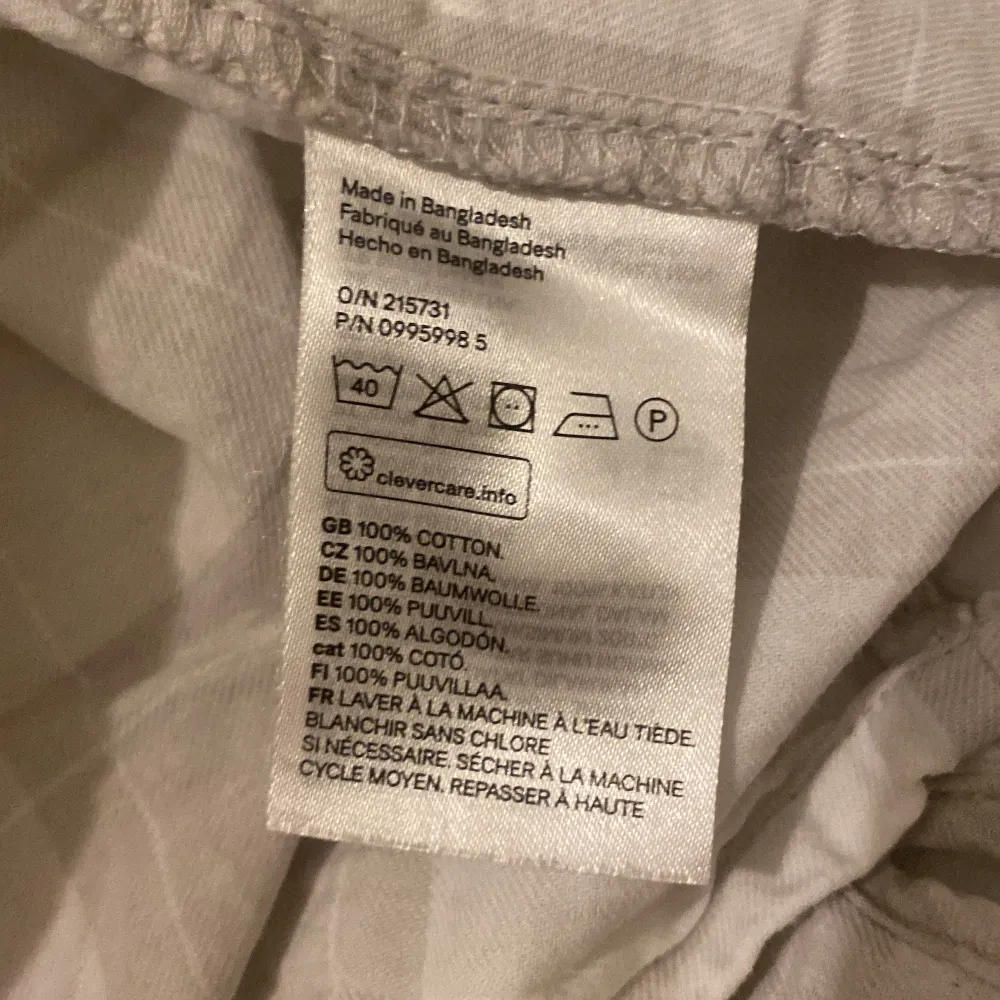 Made in Bangladesh
Fabriqué au Bangladesh
Hecho en Bangladesh
O/N 215731
P/N 0995998 5
40 P
clevercare.info
GB 100% COTTON.
CZ 100% BAVLNA.
DE 100% BAUMWOLLE.
EE 100% PUUVILL.
ES 100% ALGODÓN.
cat 100% COTÓ.
FI 100% PUUVILLAA.
FR LAVER À LA MACHINE À L'EAU TIÈDE.
BLANCHIR SANS CHLORE
SI NÉCESSAIRE. SÉCHER À LA MACHINE
CYCLE MOYEN. REPASSER À HAUTE